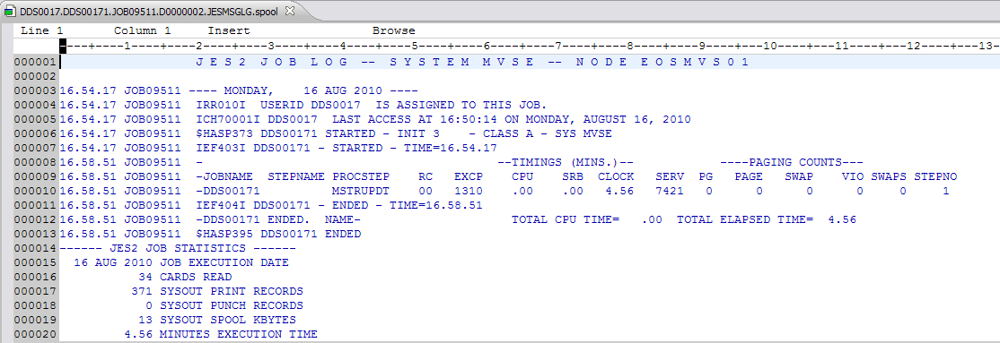 DDS0017.DDS00171.JOB09511.D0000002.JESMSGLG.spool
Line 1 Column 1 Insert Browse
----+----1----+----2----+----3----+----4----+----5----+----6----+----7----+----8----+----9----+----10---+----11---+----12---+----13-
000001 J E S 2 J O B L O G -- S Y S T E M M V S E -- N O D E E O S M V S 0 1
000002
000003 16.54.17 JOB09511 ---- MONDAY, 16 AUG 2010 ----
000004 16.54.17 JOB09511 IRR010I USERID DDS0017 IS ASSIGNED TO THIS JOB.
000005 16.54.17 JOB09511 ICH70001I DDS0017 LAST ACCESS AT 16:50:14 ON MONDAY, AUGUST 16, 2010
000006 16.54.17 JOB09511 $HASP373 DDS00171 STARTED - INIT 3 - CLASS A - SYS MVSE
000007 16.54.17 JOB09511 IEF403I DDS00171 - STARTED - TIME=16.54.17
000008 16.58.51 JOB09511 - --TIMINGS (MINS.)-- ----PAGING COUNTS---
000009 16.58.51 JOB09511 -JOBNAME STEPNAME PROCSTEP RC EXCP CPU SRB CLOCK SERV PG PAGE SWAP VIO SWAPS STEPNO
000010 16.58.51 JOB09511 -DDS00171 MSTRUPDT 00 1310 .00 .00 4.56 7421 0 0 0 0 0 1
000011 16.58.51 JOB09511 IEF404I DDS00171 - ENDED - TIME=16.58.51
000012 16.58.51 JOB09511 -DDS00171 ENDED. NAME- TOTAL CPU TIME= .00 TOTAL ELAPSED TIME= 4.56
000013 16.58.51 JOB09511 $HASP395 DDS00171 ENDED
000014 ------ JES2 JOB STATISTICS ------
000015 16 AUG 2010 JOB EXECUTION DATE
000016 34 CARDS READ
000017 371 SYSOUT PRINT RECORDS
000018 0 SYSOUT PUNCH RECORDS
000019 13 SYSOUT SPOOL KBYTES
000020 4.56 MINUTES EXECUTION TIME